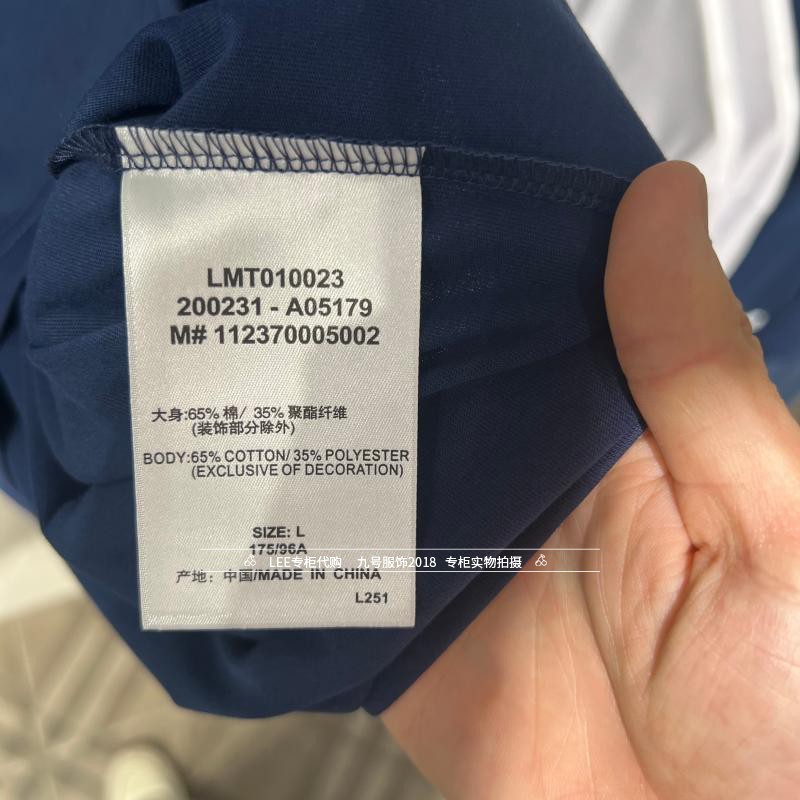 LMT010023
200231 - A05179
M# 112370005002
大身:65% 棉/ 35% 聚酯纤维
(装饰部分除外)
BODY:65% COTTON/ 35% POLYESTER
(EXCLUSIVE OF DECORATION)
SIZE: L
175/96A
LEE专柜代购 九号服饰2018 专柜实物拍摄
产地: 中国/MADE IN CHINA
L251